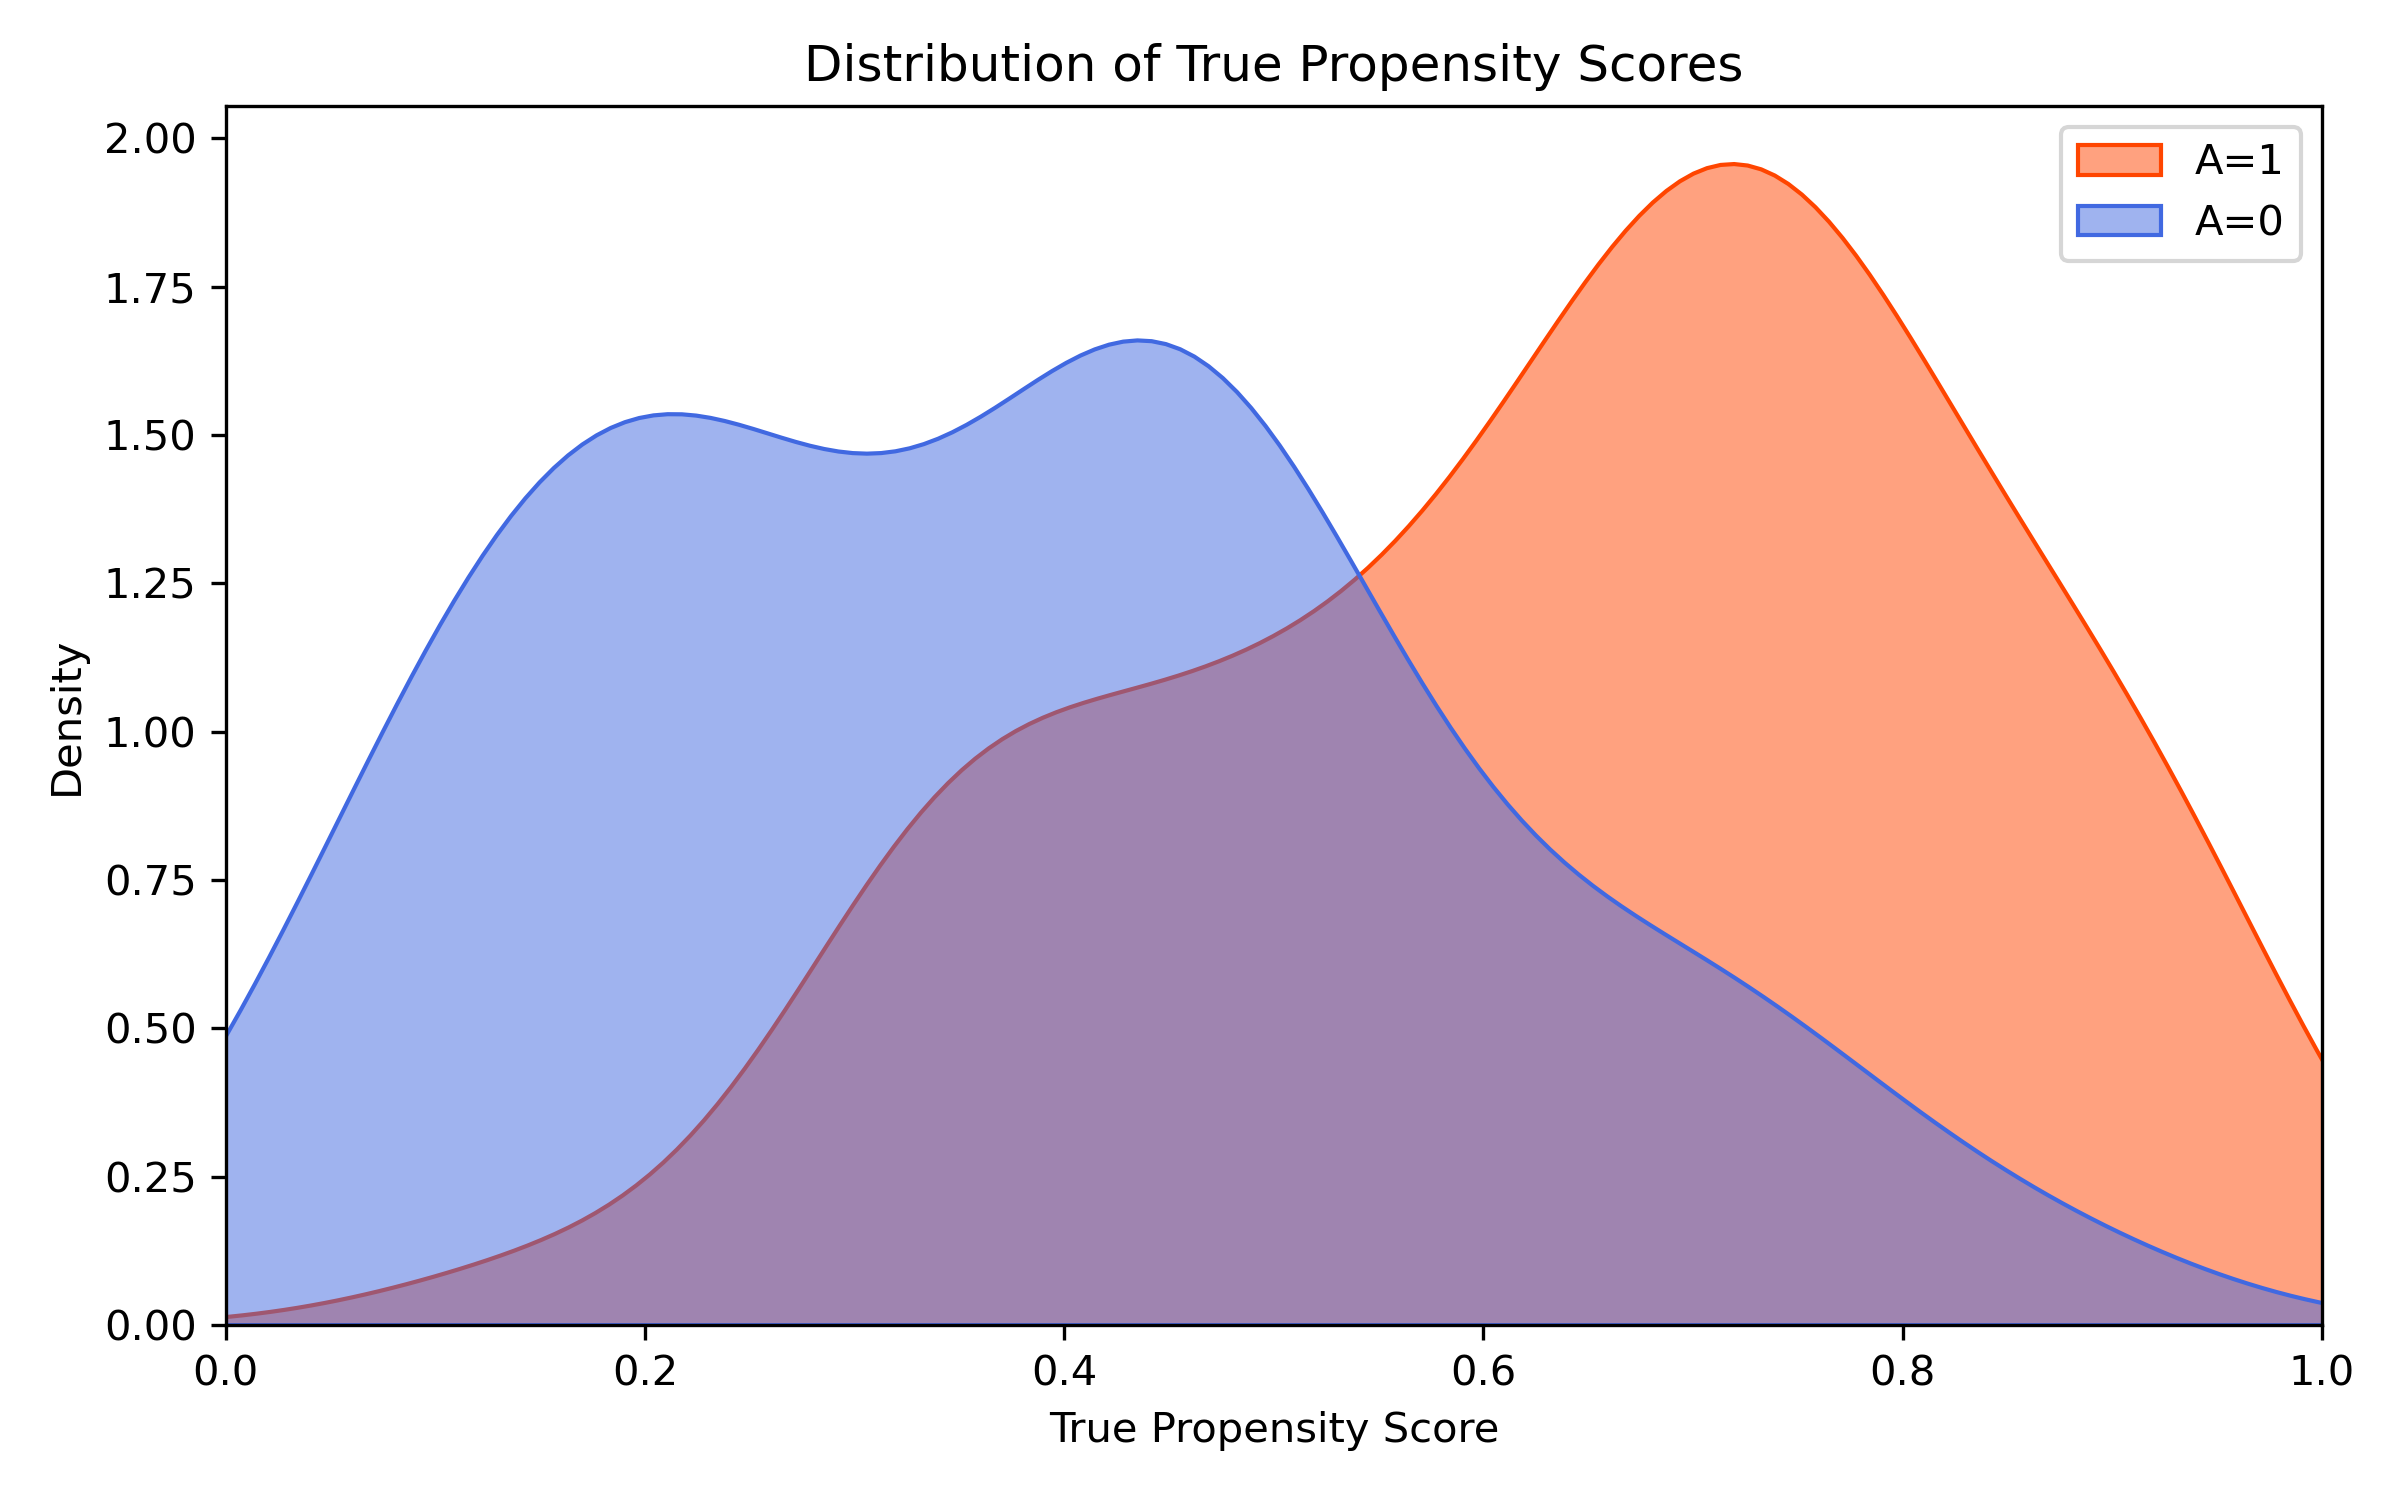 Distribution of True Propensity Scores
A=1
A=0
2.00
1.75
1.50
1.25
1.00
0.75
0.50
0.25
0.00
Density
0.0 0.2 0.4 0.6 0.8 1.0
True Propensity Score